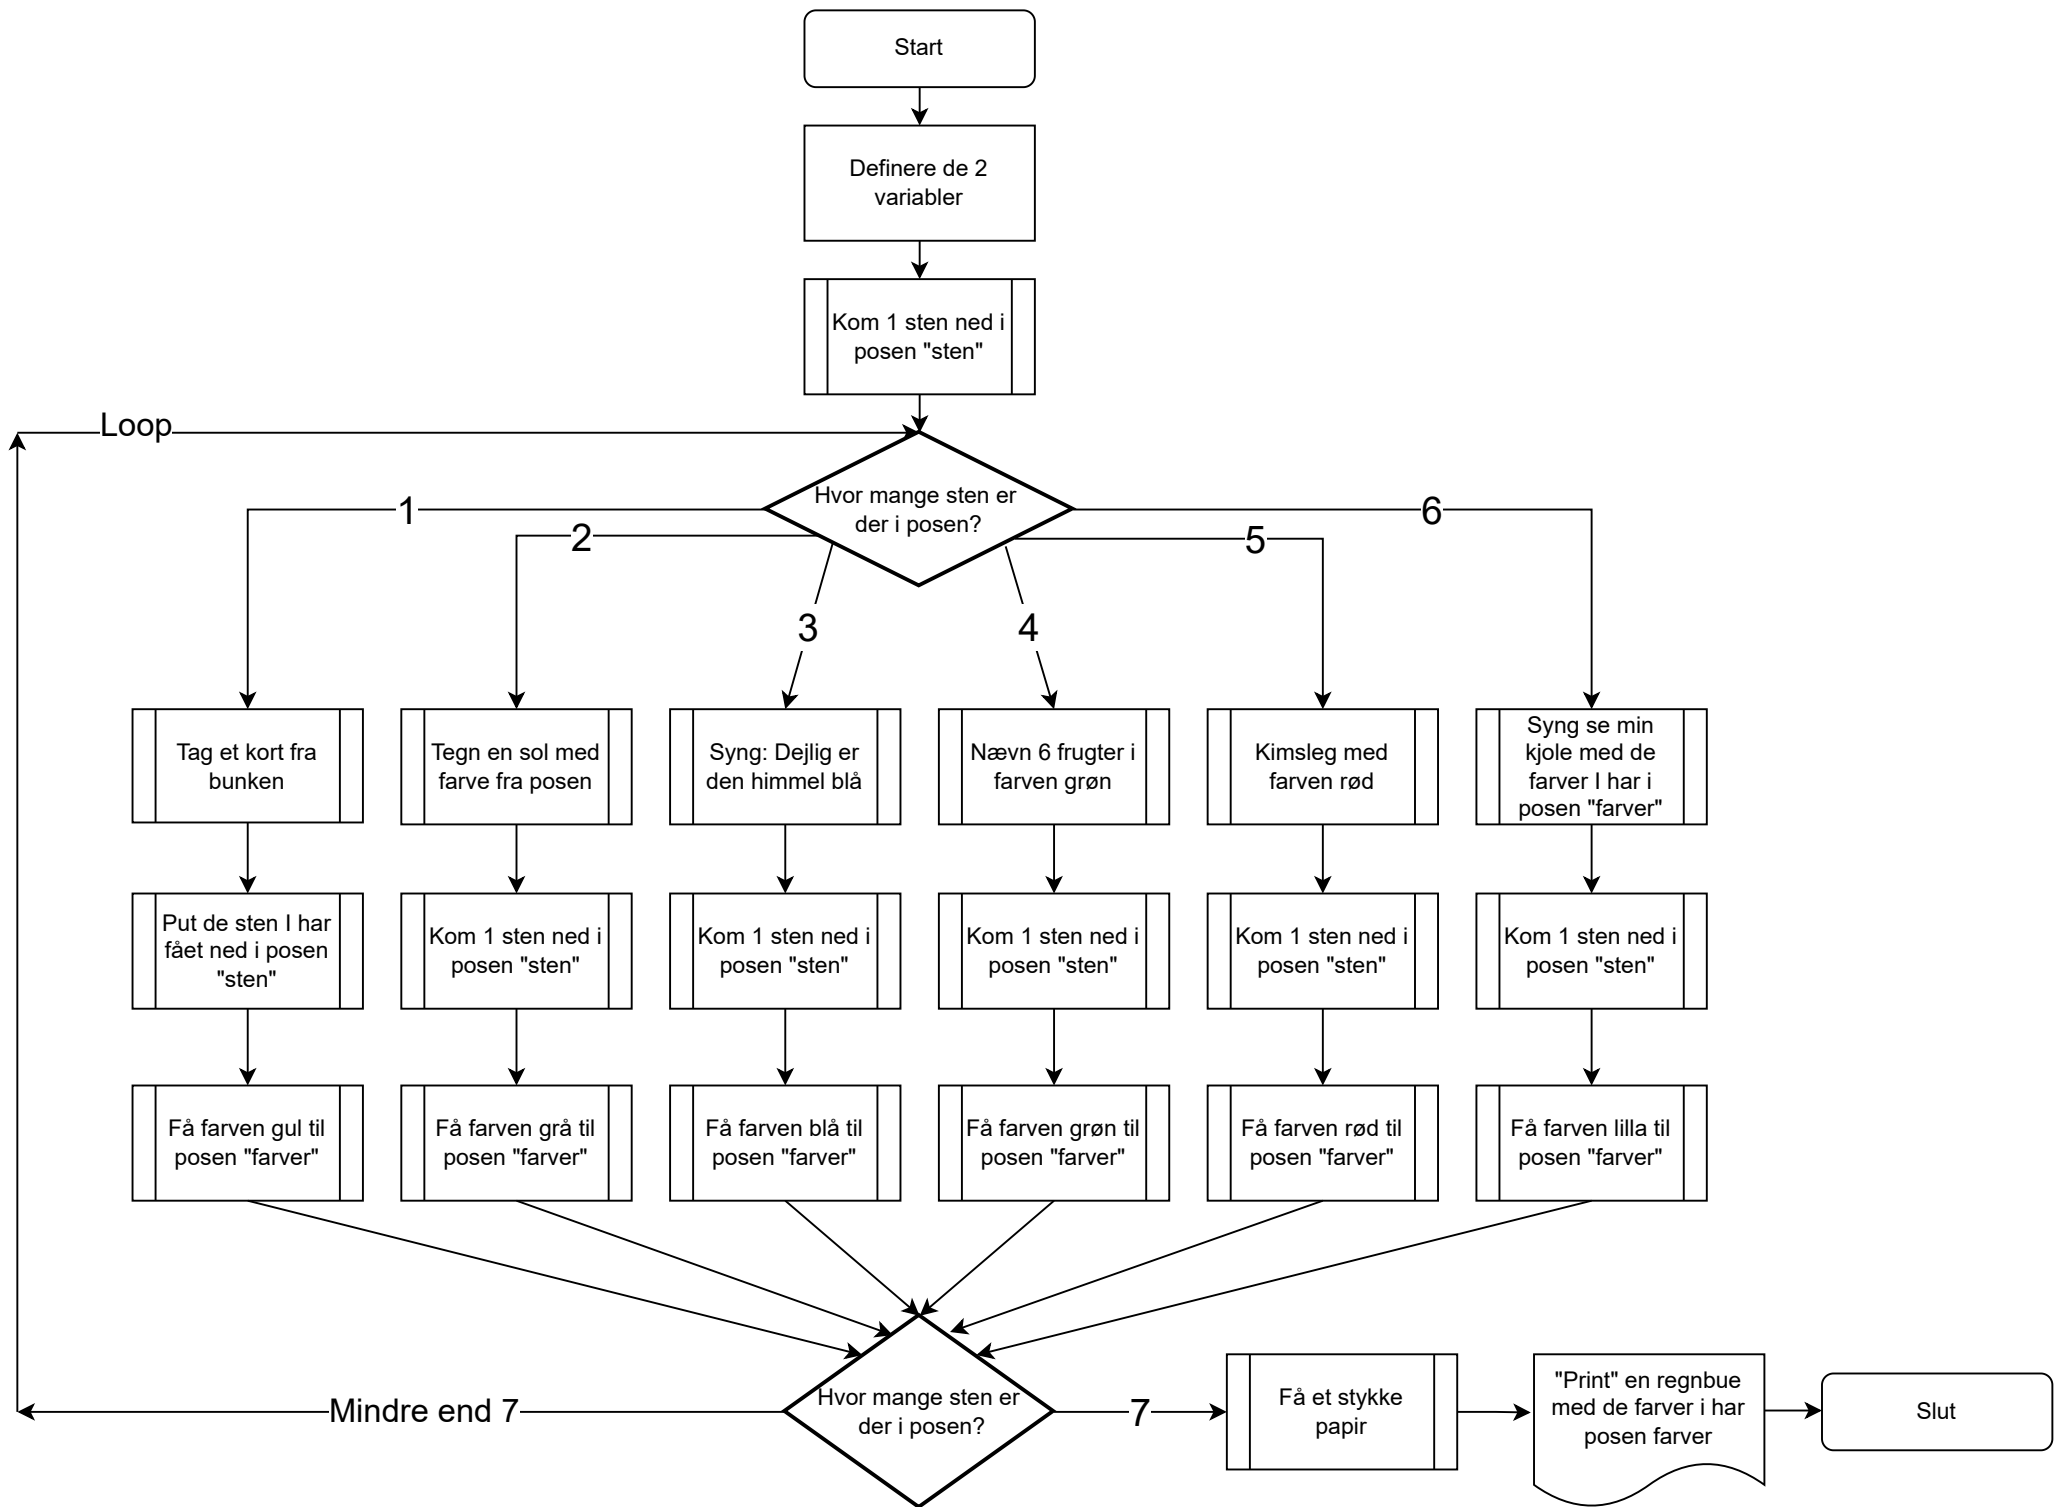 Start
Definere de 2
variabler
Kom 1 sten ned i
posen "sten"
Loop
Hvor mange sten er
der i posen?
1
2
3
4
5
6
Tag et kort fra
bunken
Tegn en sol med
farve fra posen
Syng: Dejlig er
den himmel blå
Nævn 6 frugter i
farven grøn
Kimsleg med
farven rød
Syng se min
kjole med de
farver I har i
posen "farver"
Put de sten I har
fået ned i posen
"sten"
Kom 1 sten ned i
posen "sten"
Kom 1 sten ned i
posen "sten"
Kom 1 sten ned i
posen "sten"
Kom 1 sten ned i
posen "sten"
Kom 1 sten ned i
posen "sten"
Få farven gul til
posen "farver"
Få farven grå til
posen "farver"
Få farven blå til
posen "farver"
Få farven grøn til
posen "farver"
Få farven rød til
posen "farver"
Få farven lilla til
posen "farver"
Mindre end 7
Hvor mange sten er
der i posen?
7
Få et stykke
papir
"Print" en regnbue
med de farver i har
posen farver
Slut